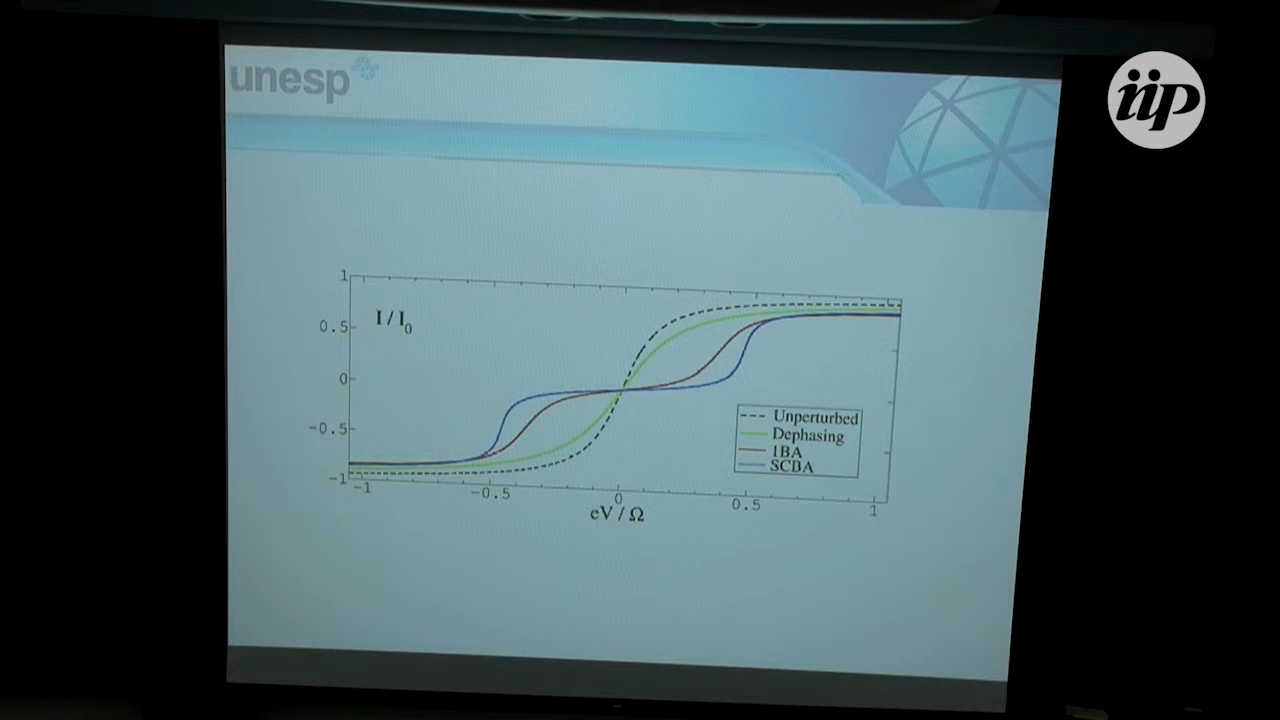 unesp
iip
1
I / I0
0.5
0
-0.5
-1
Unperturbed
Dephasing
1BA
SCBA
-1
-0.5
0
0.5
1
eV / Ω